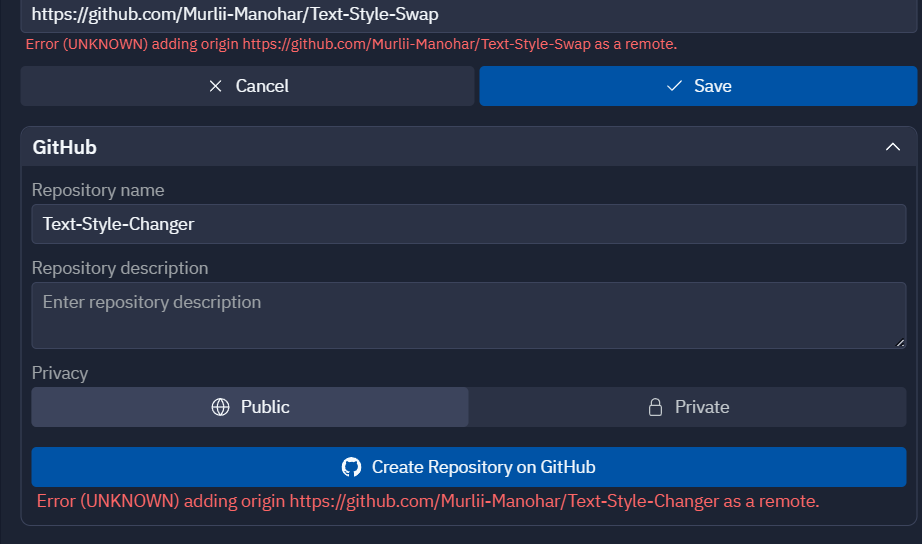 https://github.com/Murlii-Manohar/Text-Style-Swap
Error (UNKNOWN) adding origin https://github.com/Murlii-Manohar/Text-Style-Swap as a remote.
Cancel
Save
GitHub
Repository name
Text-Style-Changer
Repository description
Enter repository description
Privacy
Public
Private
Create Repository on GitHub
Error (UNKNOWN) adding origin https://github.com/Murlii-Manohar/Text-Style-Changer as a remote.